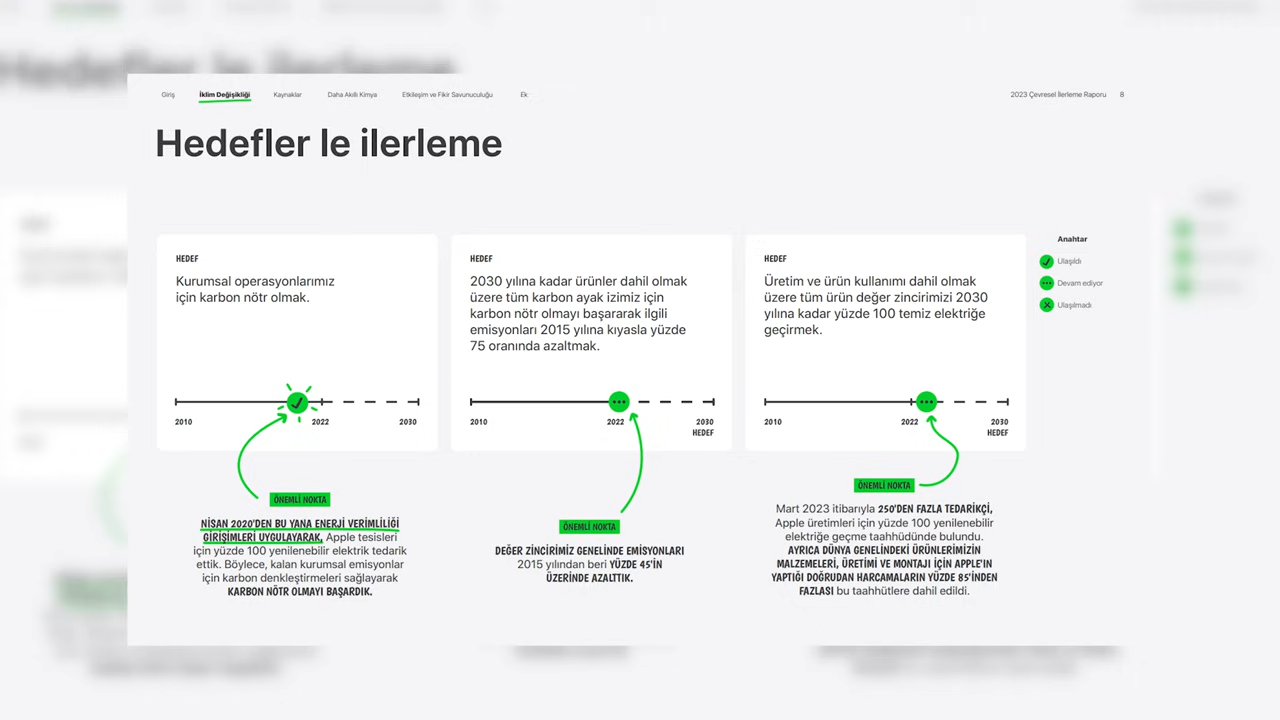 Giriş
İklim Değişikliği
Kaynaklar
Daha Akıllı Kimya
Etkileşim ve Fikir Savunuculuğu
Ek
2023 Çevresel İlerleme Raporu 8
Hedefler le ilerleme
HEDEF
Kurumsal operasyonlarımız
için karbon nötr olmak.
2010
2022
2030
ÖNEMLİ NOKTA
NİSAN 2020'DEN BU YANA ENERJİ VERİMLİLİĞİ
GİRİŞİMLERİ UYGULAYARAK, Apple tesisleri
için yüzde 100 yenilenebilir elektrik tedarik
ettik. Böylece, kalan kurumsal emisyonlar
için karbon denkleştirmeleri sağlayarak
KARBON NÖTR OLMAYI BAŞARDIK.
HEDEF
2030 yılına kadar ürünler dahil olmak
üzere tüm karbon ayak izimiz için
karbon nötr olmayı başararak ilgili
emisyonları 2015 yılına kıyasla yüzde
75 oranında azaltmak.
2010
2022
2030
HEDEF
ÖNEMLİ NOKTA
DEĞER ZİNCİRİMİZ GENELİNDE EMİSYONLARI
2015 yılından beri YÜZDE 45'İN
ÜZERİNDE AZALTTIK.
HEDEF
Üretim ve ürün kullanımı dahil olmak
üzere tüm ürün değer zincirimizi 2030
yılına kadar yüzde 100 temiz elektriğe
geçirmek.
2010
2022
2030
HEDEF
ÖNEMLİ NOKTA
Mart 2023 itibarıyla 250'DEN FAZLA TEDARİKÇİ,
Apple üretimleri için yüzde 100 yenilenebilir
elektriğe geçme taahhüdünde bulundu.
AYRICA DÜNYA GENELİNDEKİ ÜRÜNLERİMİZİN
MALZEMELERİ, ÜRETİMİ VE MONTAJI İÇİN APPLE'IN
YAPTIĞI DOĞRUDAN HARCAMALARIN YÜZDE 85'İNDEN
FAZLASI bu taahhütlere dahil edildi.
Anahtar
Ulaşıldı
Devam ediyor
Ulaşılmadı